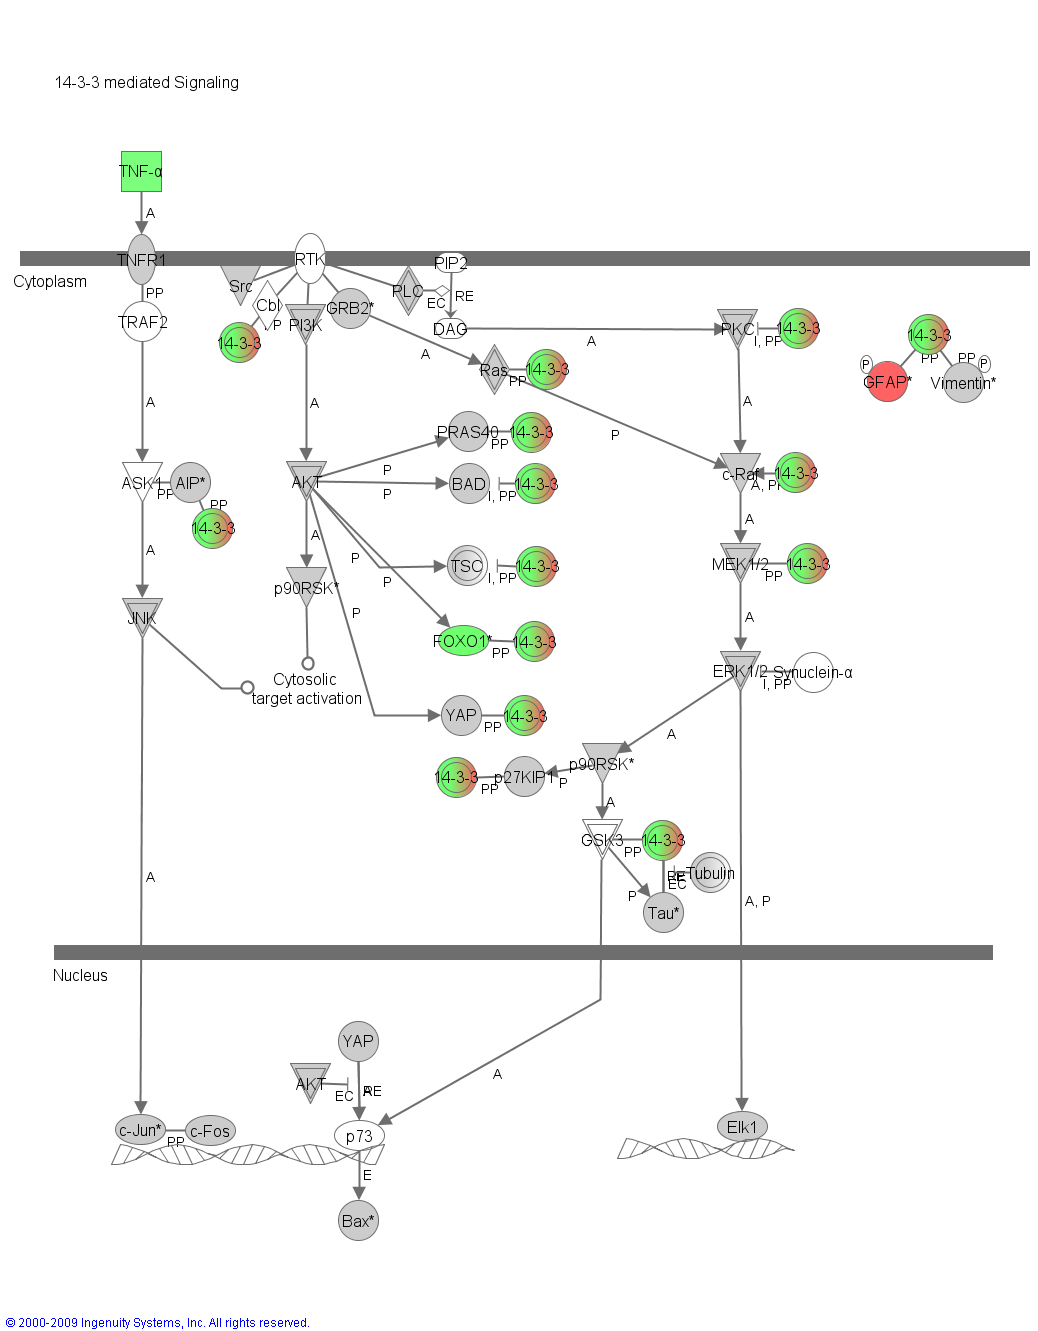 14-3-3 mediated Signaling
TNF-α
A
TNFR1
RTK
PIP2
Cytoplasm
Src
PLC
PP
Cbl
GRB2*
EC
RE
TRAF2
P
PI3K
DAG
PKC
14-3-3
14-3-3
14-3-3
A
A
I, PP
PP
PP
P
P
Ras
14-3-3
PP
GFAP*
Vimentin*
A
A
A
PRAS40
14-3-3
P
PP
P
ASK1
AIP*
AKT
BAD
14-3-3
c-Raf
14-3-3
PP
PP
P
I, PP
A, PP
14-3-3
A
A
A
P
TSC
14-3-3
MEK1/2
14-3-3
P
I, PP
PP
p90RSK*
P
A
JNK
FOXO1*
14-3-3
PP
Cytosolic
target activation
ERK1/2
Synuclein-α
I, PP
YAP
14-3-3
PP
A
14-3-3
p27KIP1
p90RSK*
PP
P
A
GSK3
14-3-3
PP
A
RE
EC
Tubulin
P
Tau*
A, P
Nucleus
YAP
A
AKT
EC
A
RE
c-Jun*
c-Fos
PP
p73
Elk1
E
Bax*
© 2000-2009 Ingenuity Systems, Inc. All rights reserved.